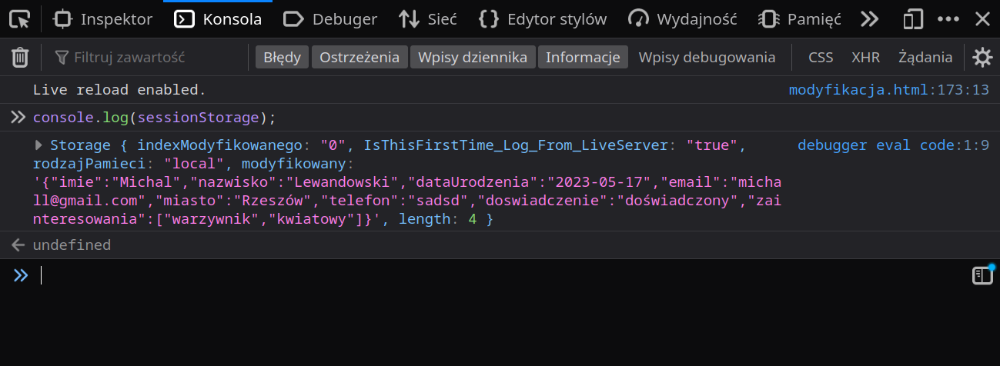 Inspektor Konsola Debuger Sieć Edytor stylów Wydajność Pamięć
Filtruj zawartość Błędy Ostrzeżenia Wpisy dziennika Informacje Wpisy debugowania CSS XHR Żądania
Live reload enabled. modyfikacja.html:173:13
console.log(sessionStorage);
Storage { indexModyfikowanego: "0", IsThisFirstTime_Log_From_LiveServer: "true", debugger eval code:1:9
rodzajPamieci: "local", modyfikowany:
'{"imie":"Michal","nazwisko":"Lewandowski","dataUrodzenia":"2023-05-17","email":"micha
ll@gmail.com","miasto":"Rzeszów","telefon":"sadsd","doswiadczenie":"doświadczony","zai
nteresowania":["warzywnik","kwiatowy"]}', length: 4 }
undefined